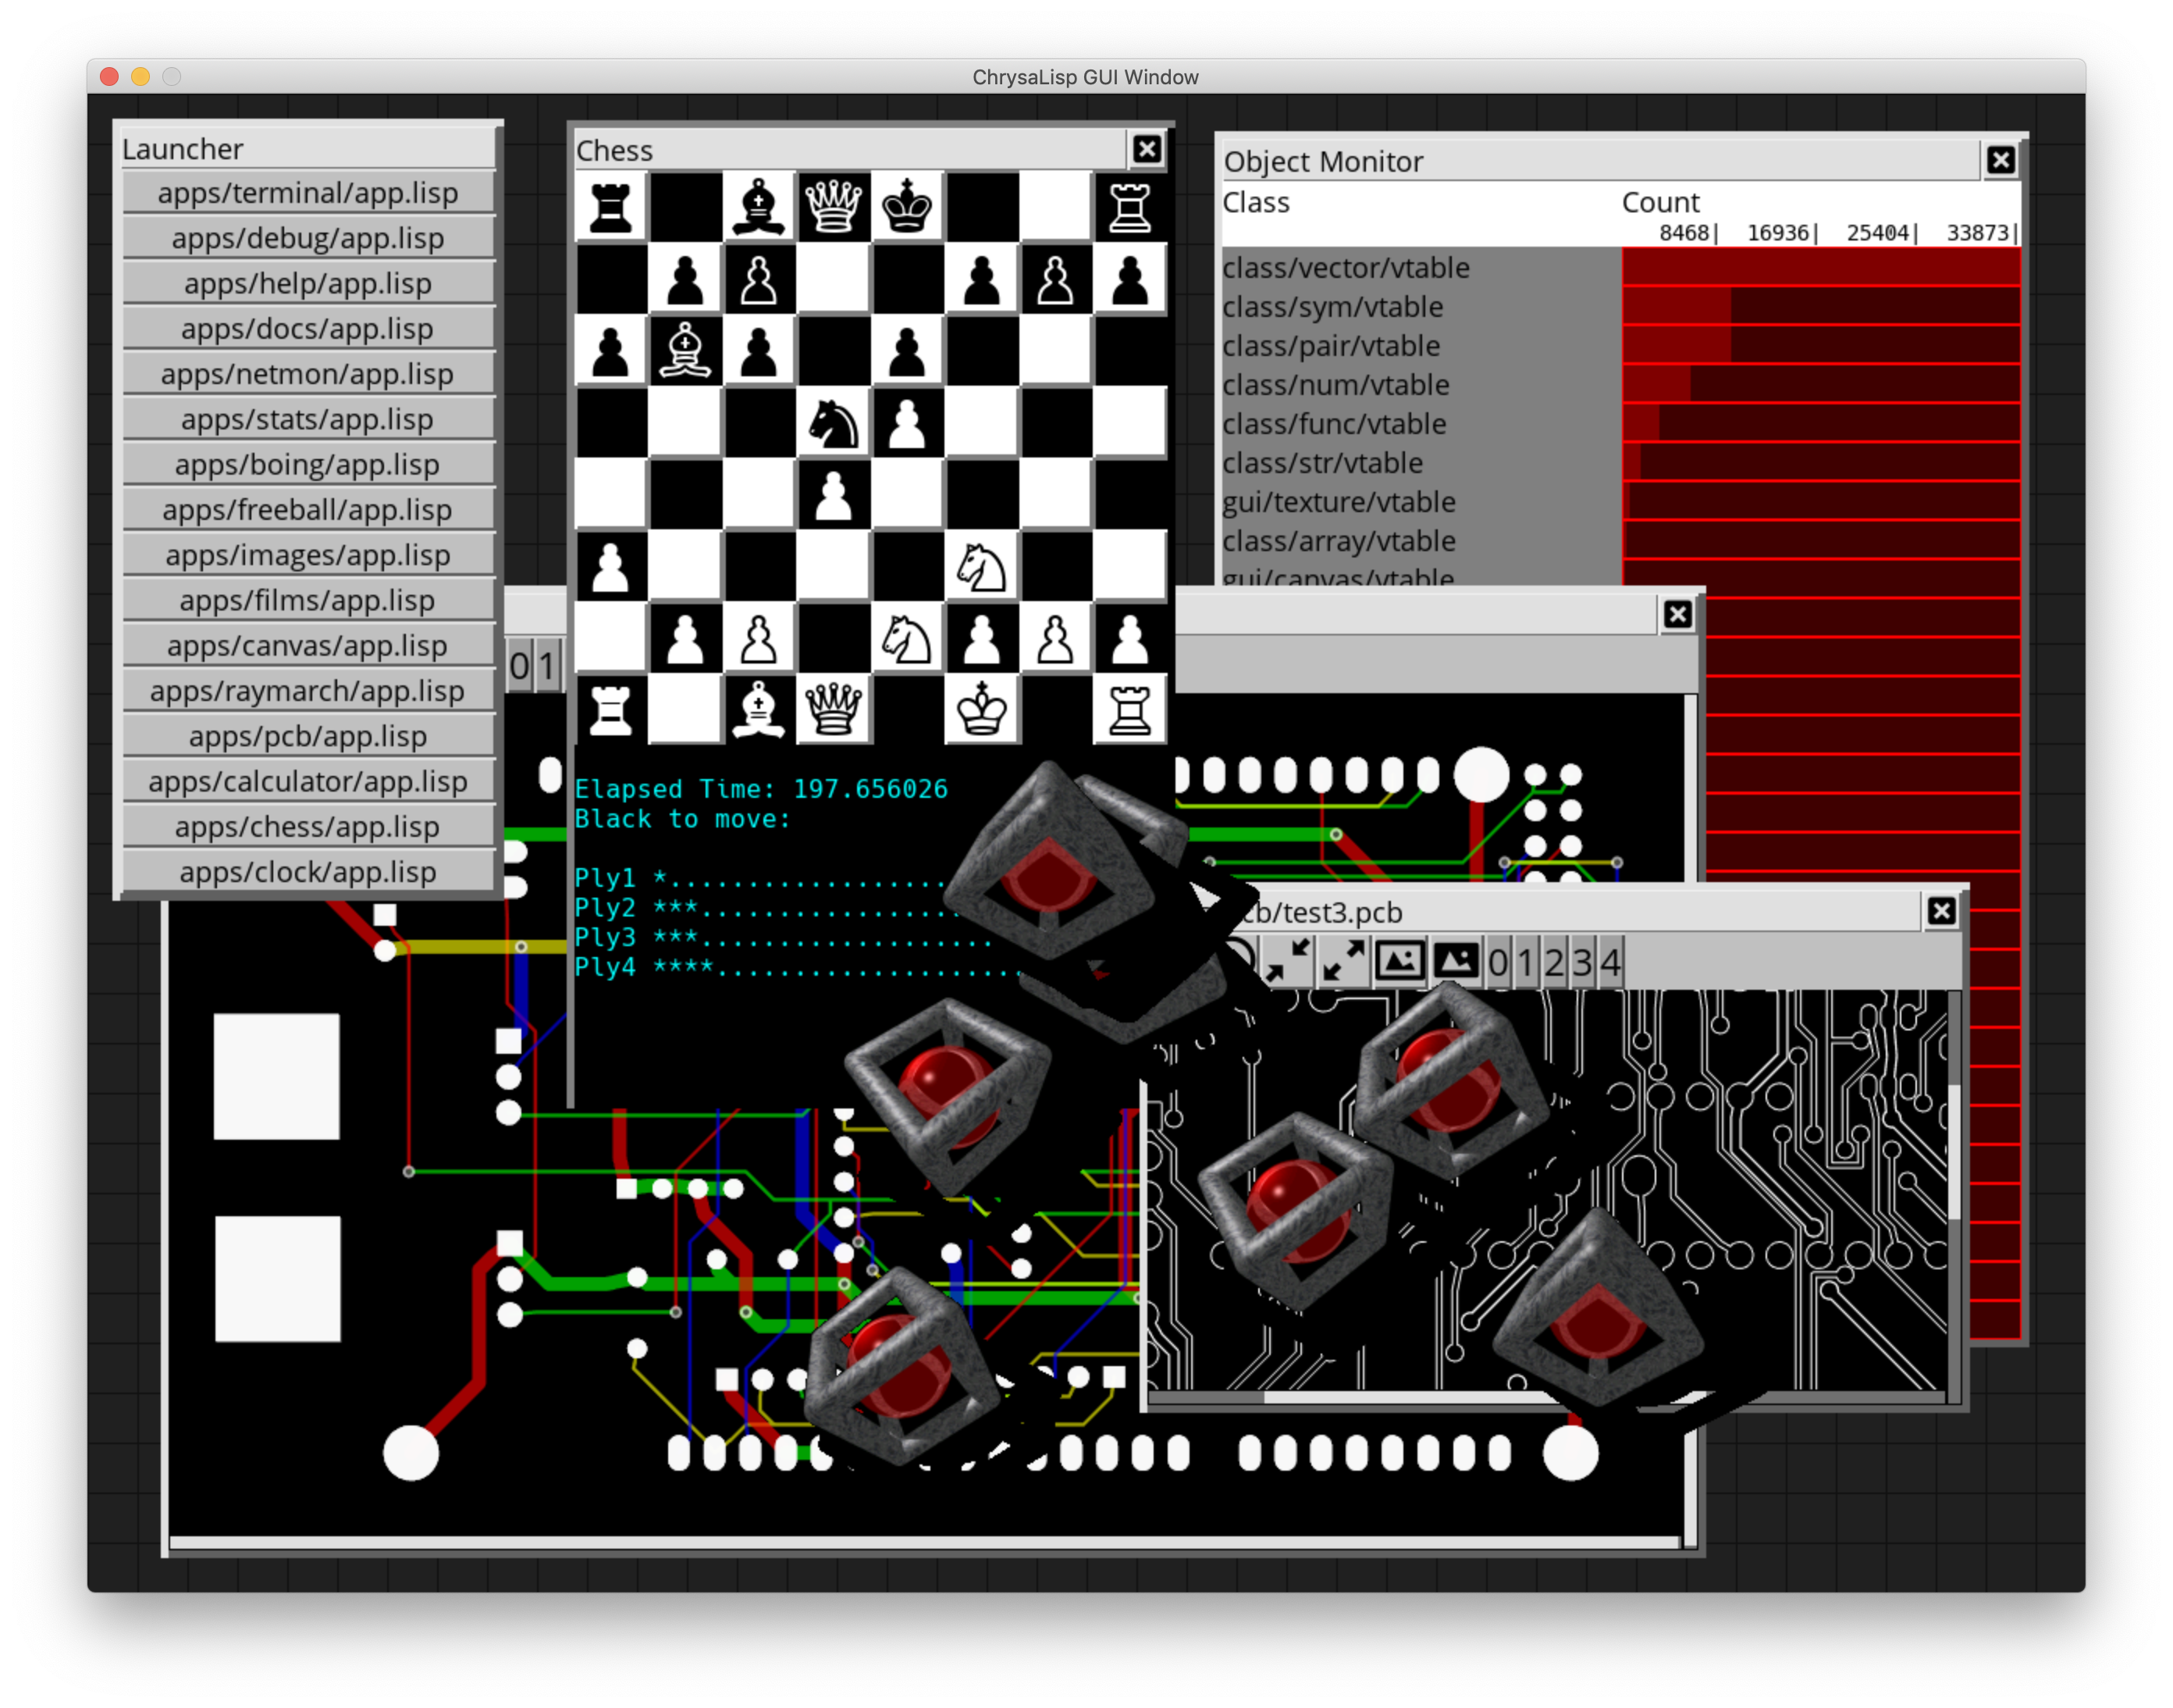 ChrysaLisp GUI Window
Launcher
apps/terminal/app.lisp
apps/debug/app.lisp
apps/help/app.lisp
apps/docs/app.lisp
apps/netmon/app.lisp
apps/stats/app.lisp
apps/boing/app.lisp
apps/freeball/app.lisp
apps/images/app.lisp
apps/films/app.lisp
apps/canvas/app.lisp
apps/raymarch/app.lisp
apps/pcb/app.lisp
apps/calculator/app.lisp
apps/chess/app.lisp
apps/clock/app.lisp
Chess
Elapsed Time: 197.656026
Black to move:
Ply1 *..................
Ply2 ***.................
Ply3 ***...................
Ply4 ****....................
Object Monitor
Class Count
8468| 16936| 25404| 33873|
class/vector/vtable
class/sym/vtable
class/pair/vtable
class/num/vtable
class/func/vtable
class/str/vtable
gui/texture/vtable
class/array/vtable
gui/canvas/vtable
0 1
cb/test3.pcb
0 1 2 3 4